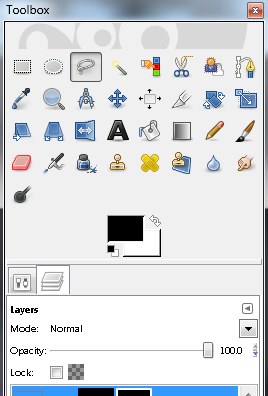 Toolbox
Layers
Mode: Normal
Opacity: 100.0
Lock: